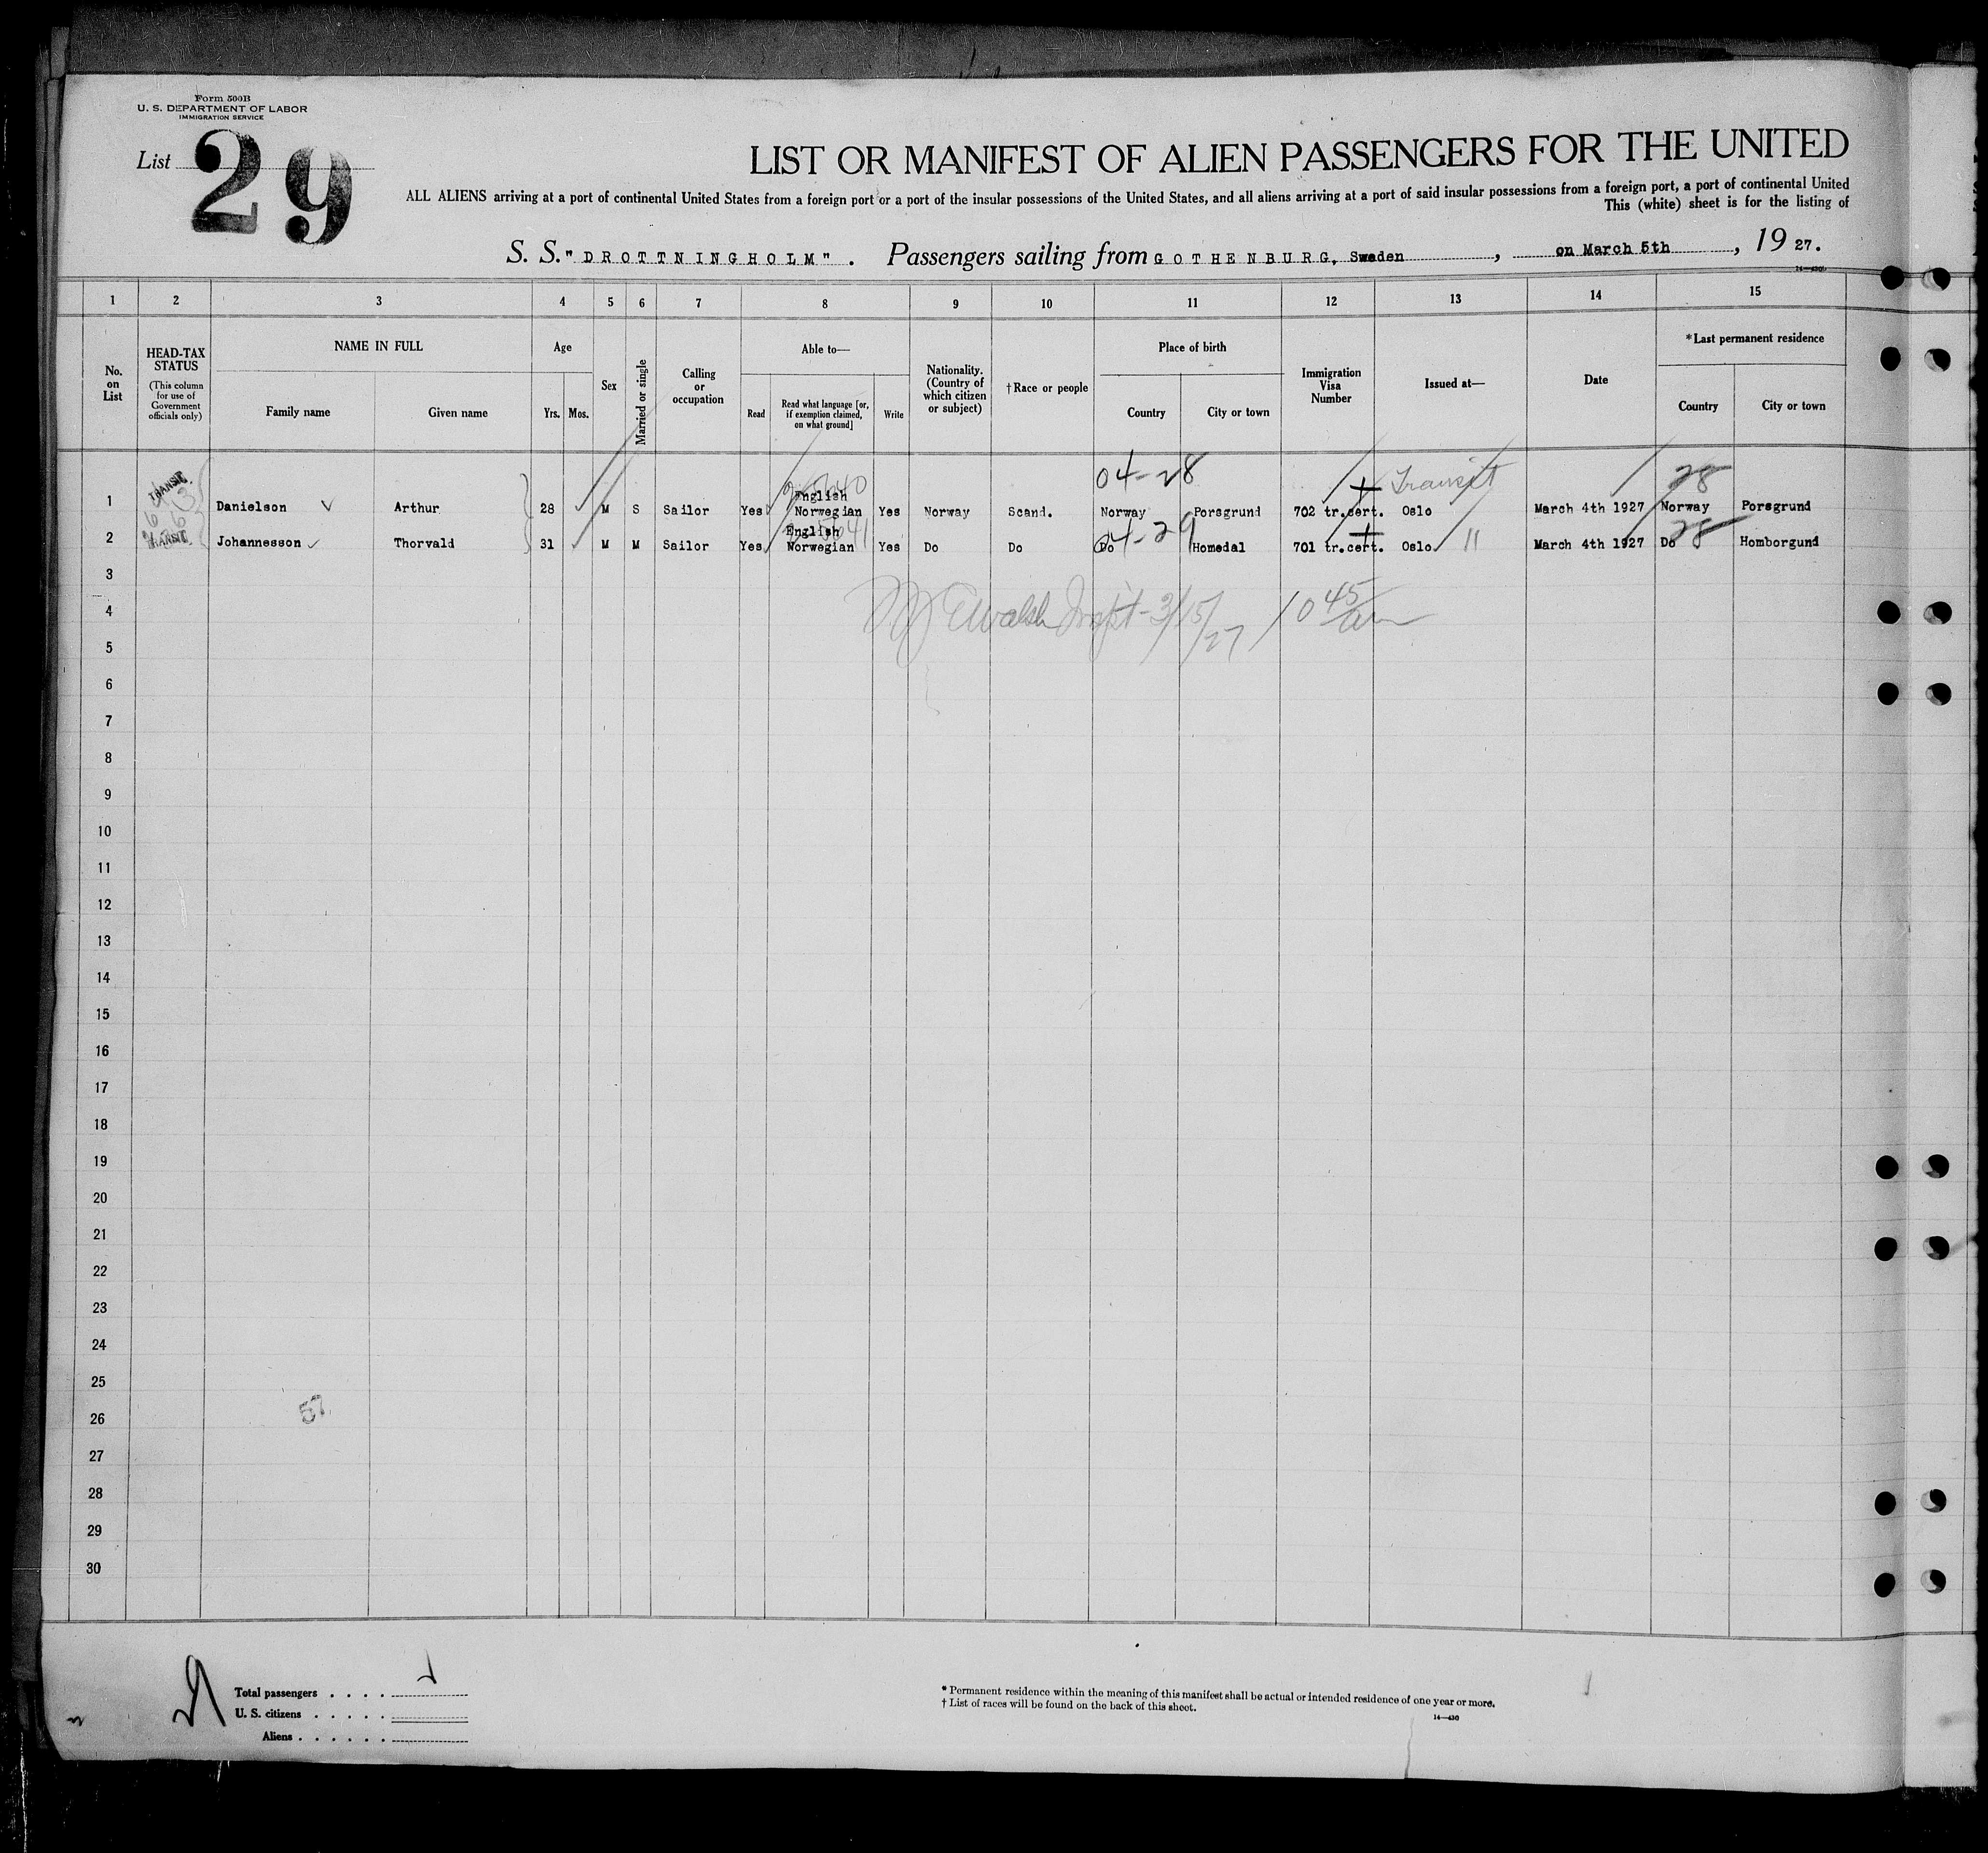 Form 500B
U. S. DEPARTMENT OF LABOR
IMMIGRATION SERVICE
List 29
LIST OR MANIFEST OF ALIEN PASSENGERS FOR THE UNITED
ALL ALIENS arriving at a port of continental United States from a foreign port or a port of the insular possessions of the United States, and all aliens arriving at a port of said insular possessions from a foreign port, a port of continental United
This (white) sheet is for the listing of
S. S. "DROTTNINGHOLM". Passengers sailing from GOTHENBURG, Sweden, on March 5th, 1927.
14—430
1 2 3 4 5 6 7 8 9 10 11 12 13 14 15
No. on List
HEAD-TAX STATUS
(This column for use of Government officials only)
NAME IN FULL
Family name
Given name
Age
Yrs.
Mos.
Sex
Married or single
Calling or occupation
Able to—
Read
Read what language [or, if exemption claimed, on what ground]
Write
Nationality. (Country of which citizen or subject)
†Race or people
Place of birth
Country
City or town
Immigration Visa Number
Issued at—
Date
*Last permanent residence
Country
City or town
04-28 Transit 28
1 TRANSIT Danielson Arthur 28 M S Sailor Yes English Norwegian Yes Norway Scand. Norway Porsgrund 702 tr.cert. Oslo March 4th 1927 Norway Porsgrund
04-29 28
2 TRANSIT Johannesson Thorvald 31 M M Sailor Yes English Norwegian Yes Do Do Do Homedal 701 tr.cert. Oslo " March 4th 1927 Do Homborgund
3
4 Walsh Inspt - 3/15/27 10 45 am
5
6
7
8
9
10
11
12
13
14
15
16
17
18
19
20
21
22
23
24
25
26 57
27
28
29
30
Total passengers
U. S. citizens
Aliens
* Permanent residence within the meaning of this manifest shall be actual or intended residence of one year or more.
† List of races will be found on the back of this sheet.
14—430